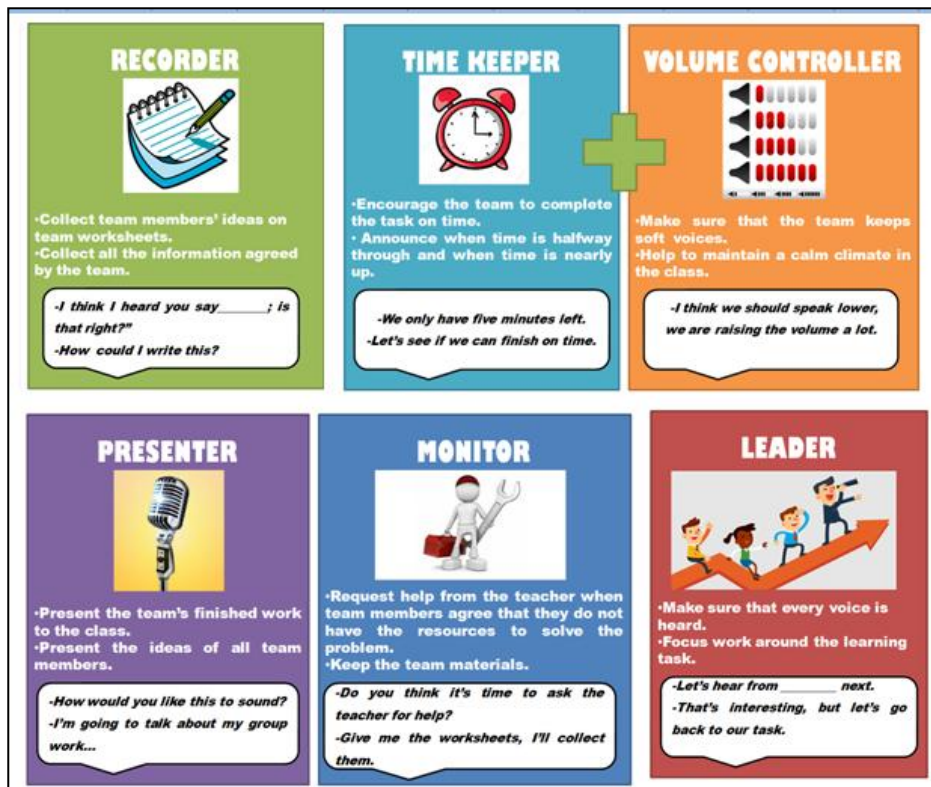 RECORDER
•Collect team members' ideas on
team worksheets.
•Collect all the information agreed
by the team.
-I think I heard you say_______; is
that right?"
-How could I write this?
TIME KEEPER
•Encourage the team to complete
the task on time.
• Announce when time is halfway
through and when time is nearly
up.
-We only have five minutes left.
-Let's see if we can finish on time.
VOLUME CONTROLLER
•Make sure that the team keeps
soft voices.
•Help to maintain a calm climate in
the class.
-I think we should speak lower,
we are raising the volume a lot.
PRESENTER
•Present the team's finished work
to the class.
•Present the ideas of all team
members.
-How would you like this to sound?
-I'm going to talk about my group
work...
MONITOR
•Request help from the teacher when
team members agree that they do not
have the resources to solve the
problem.
•Keep the team materials.
-Do you think it's time to ask the
teacher for help?
-Give me the worksheets, I'll collect
them.
LEADER
•Make sure that every voice is
heard.
•Focus work around the learning
task.
-Let's hear from ________ next.
-That's interesting, but let's go
back to our task.